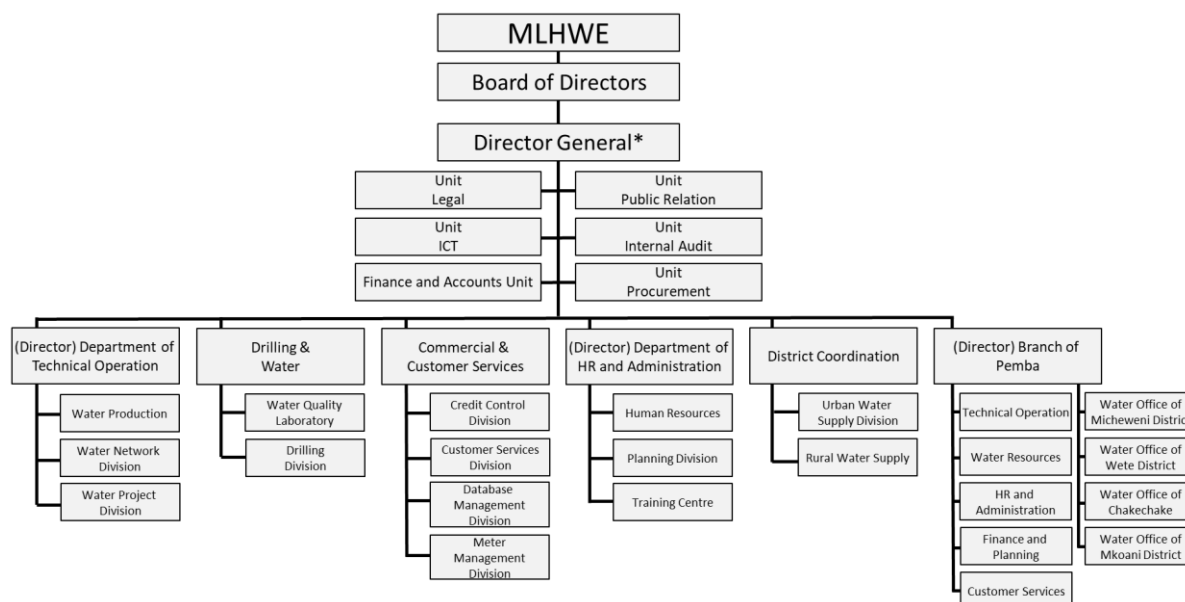 MLHWE
Board of Directors
Director General*
Unit
Legal
Unit
Public Relation
Unit
ICT
Unit
Internal Audit
Finance and Accounts Unit
Unit
Procurement
(Director) Department of
Technical Operation
Drilling &
Water
Commercial &
Customer Services
(Director) Department of
HR and Administration
District Coordination
(Director) Branch of
Pemba
Water Production
Water Network
Division
Water Project
Division
Water Quality
Laboratory
Drilling
Division
Credit Control
Division
Customer Services
Division
Database
Management
Division
Meter
Management
Division
Human Resources
Planning Division
Training Centre
Urban Water
Supply Division
Rural Water Supply
Technical Operation
Water Resources
HR and
Administration
Finance and
Planning
Customer Services
Water Office of
Micheweni District
Water Office of
Wete District
Water Office of
Chakechake
Water Office of
Mkoani District